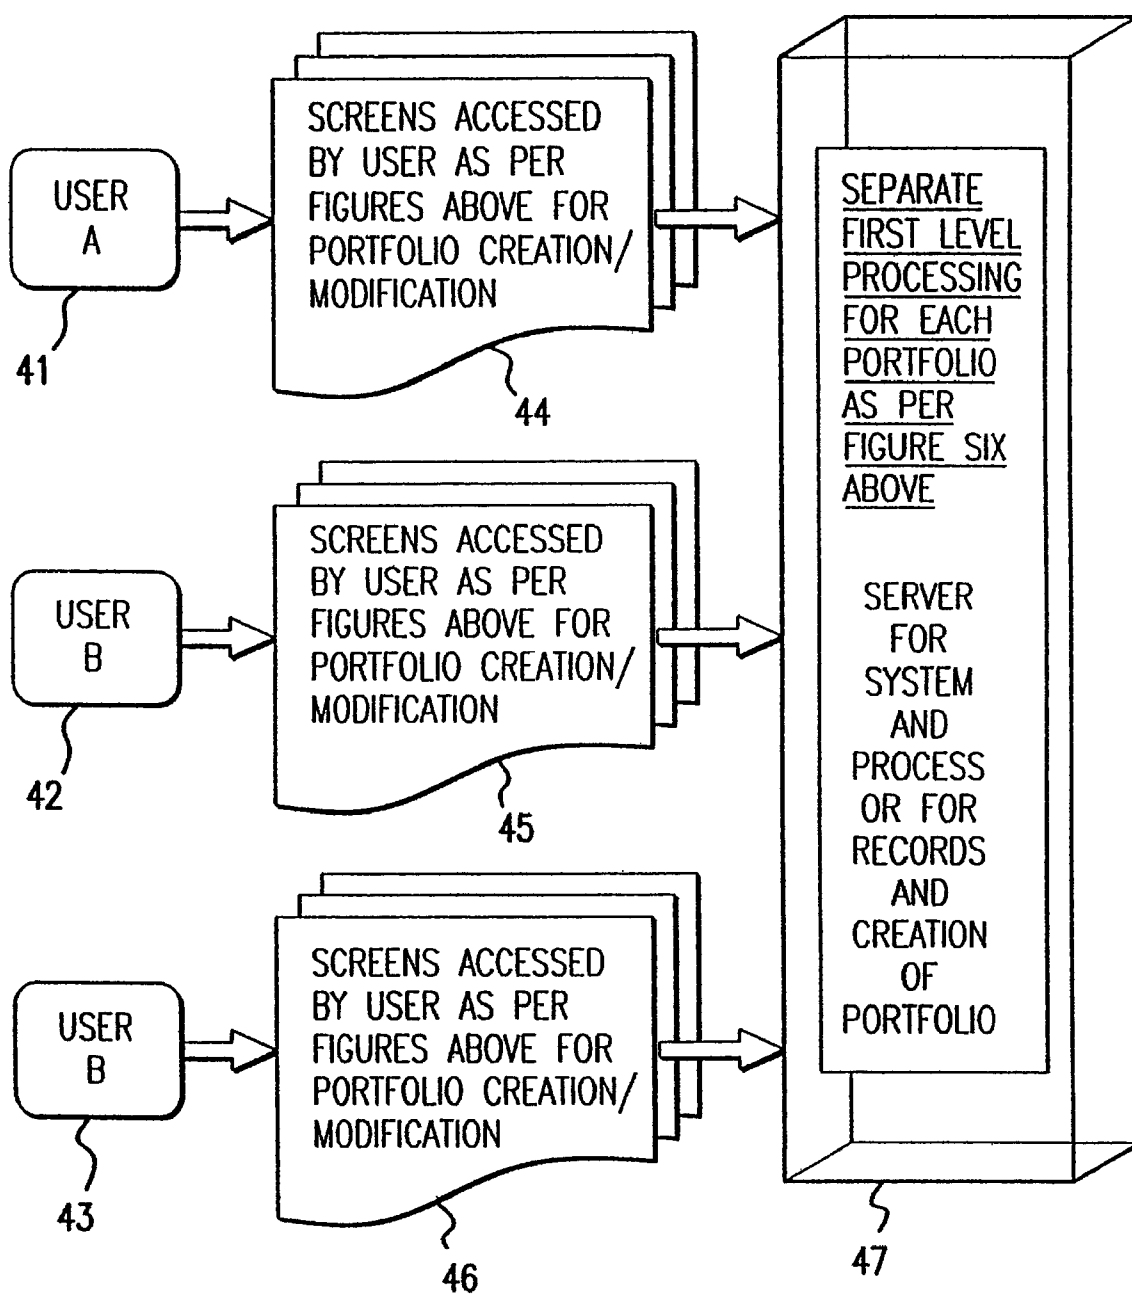 USER
A
41
SCREENS ACCESSED
BY USER AS PER
FIGURES ABOVE FOR
PORTFOLIO CREATION/
MODIFICATION
44
USER
B
42
SCREENS ACCESSED
BY USER AS PER
FIGURES ABOVE FOR
PORTFOLIO CREATION/
MODIFICATION
45
USER
B
43
SCREENS ACCESSED
BY USER AS PER
FIGURES ABOVE FOR
PORTFOLIO CREATION/
MODIFICATION
46
SEPARATE
FIRST LEVEL
PROCESSING
FOR EACH
PORTFOLIO
AS PER
FIGURE SIX
ABOVE
SERVER
FOR
SYSTEM
AND
PROCESS
OR FOR
RECORDS
AND
CREATION
OF
PORTFOLIO
47